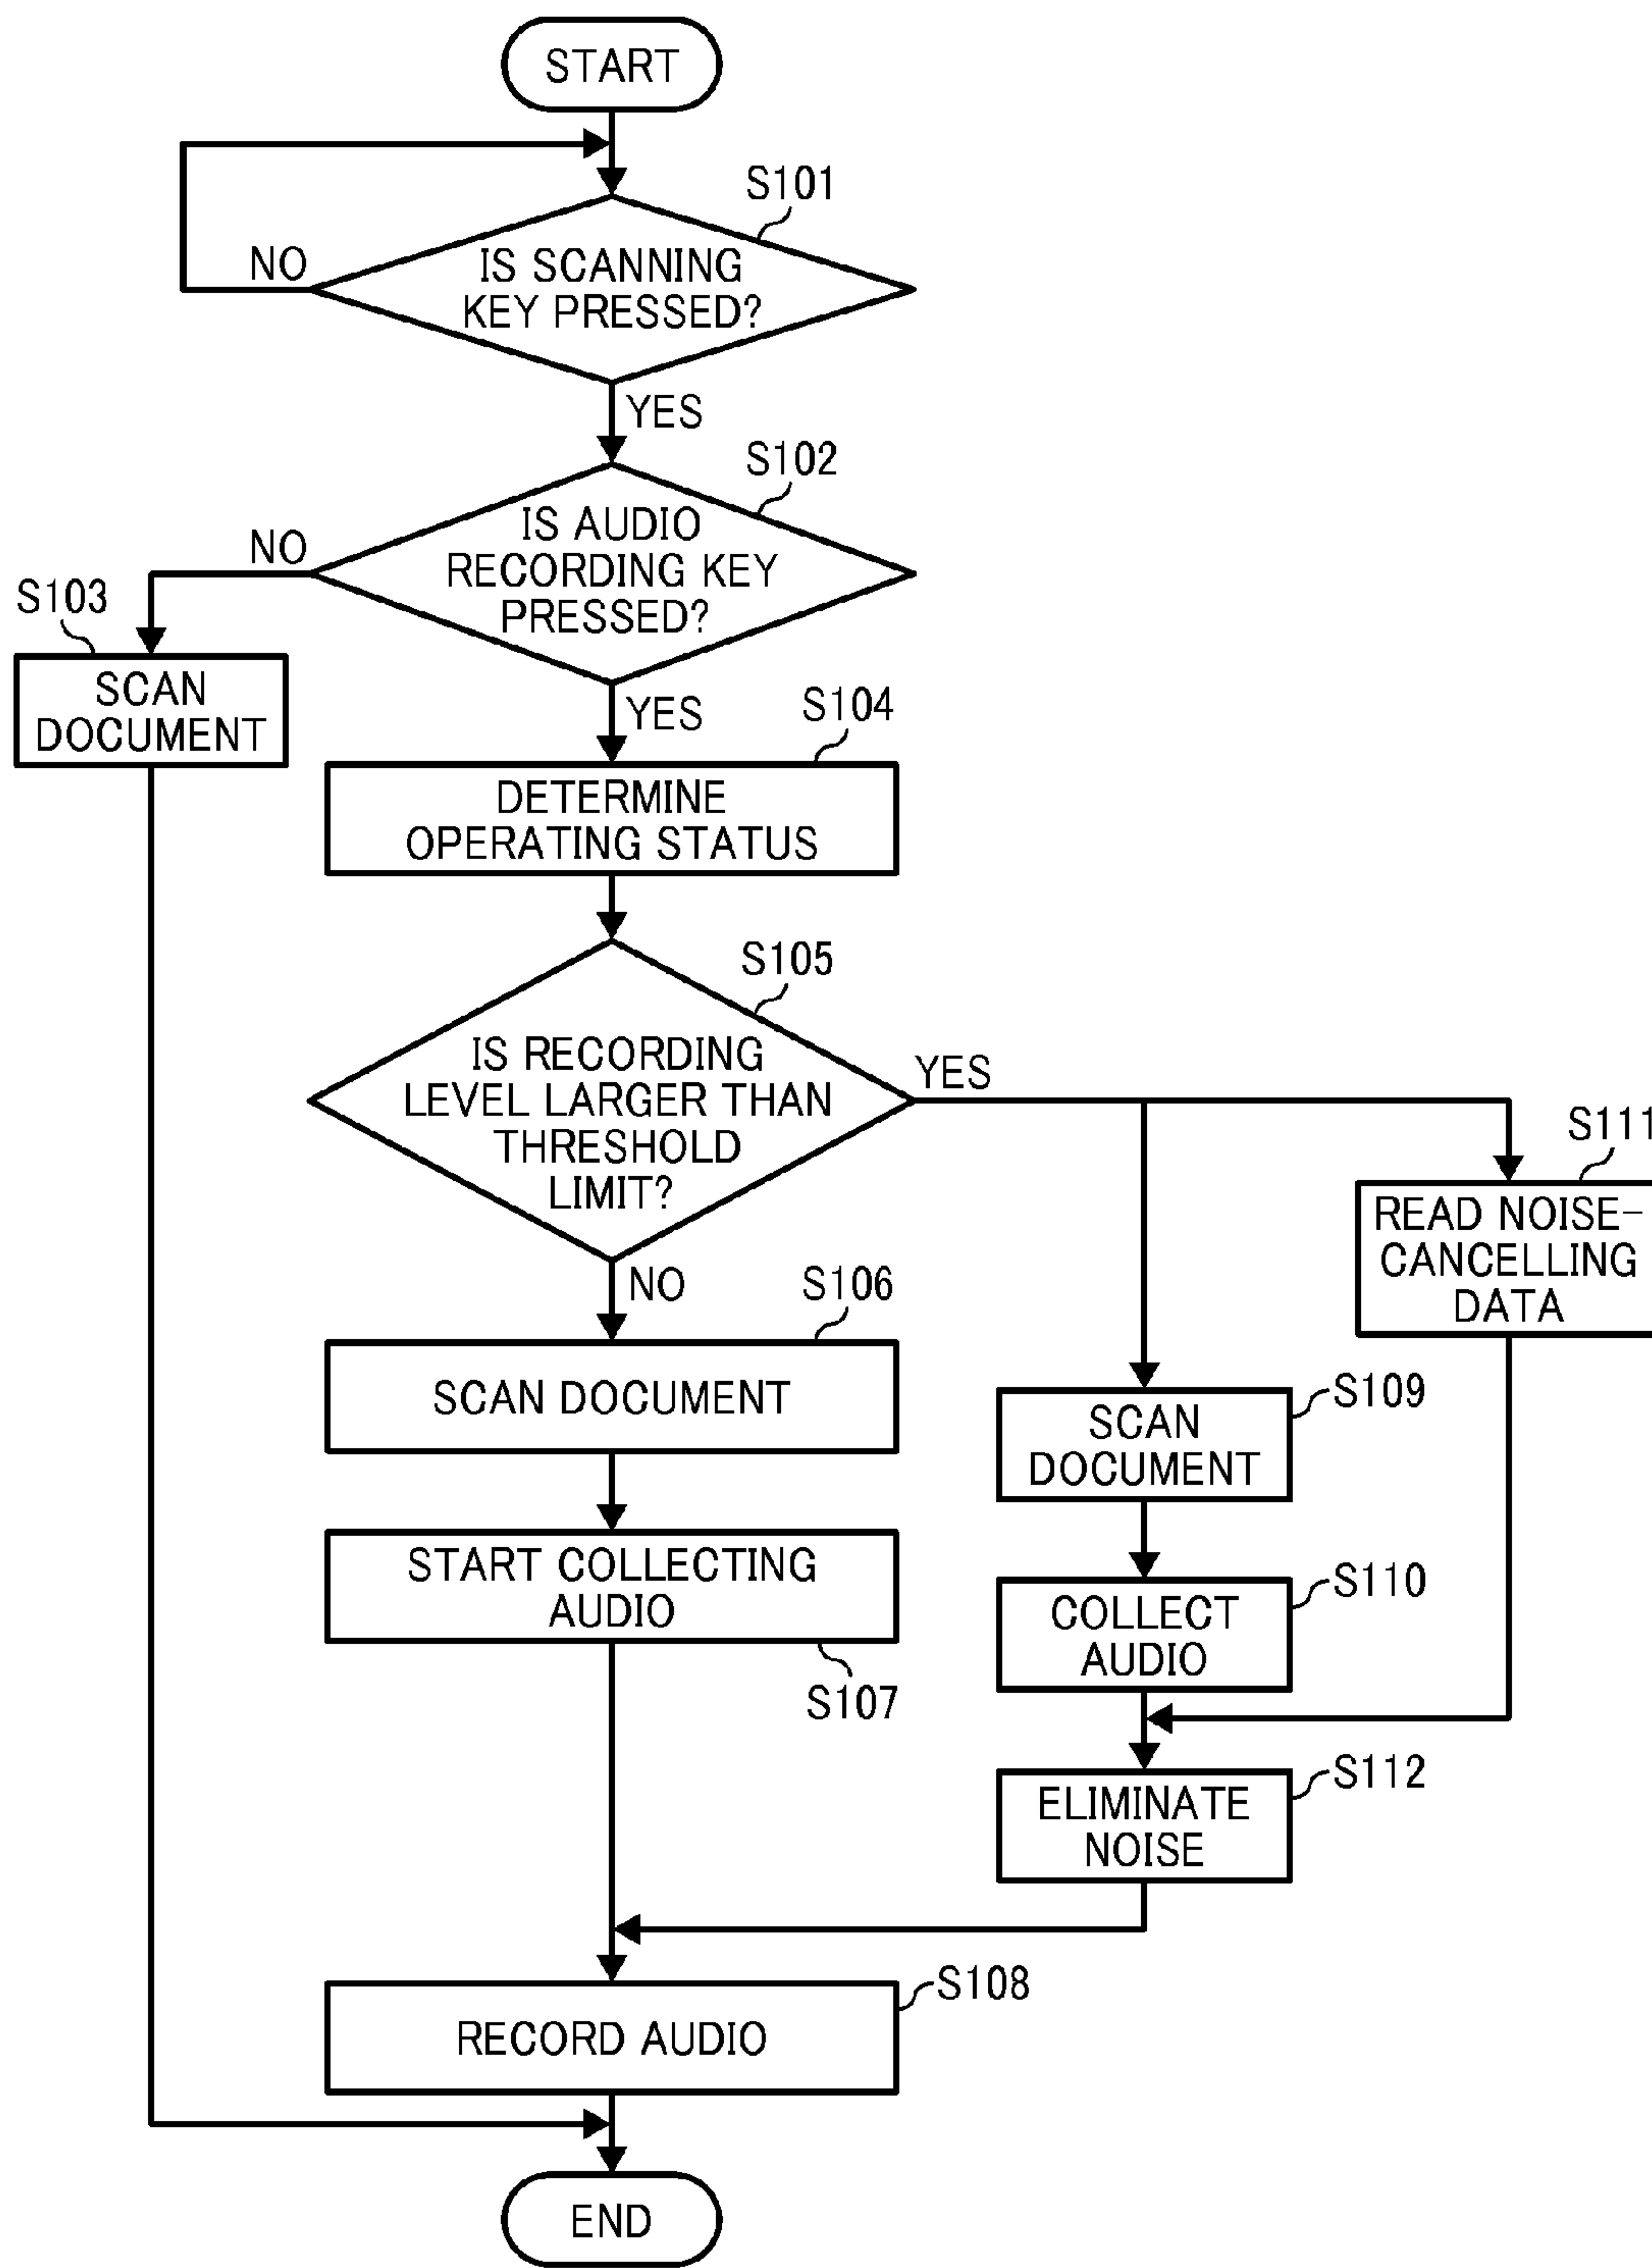 START
S101
NO
IS SCANNING
KEY PRESSED?
YES
S102
NO
IS AUDIO
RECORDING KEY
PRESSED?
S103
SCAN
DOCUMENT
YES
S104
DETERMINE
OPERATING STATUS
S105
IS RECORDING
LEVEL LARGER THAN
THRESHOLD
LIMIT?
YES
S111
READ NOISE-
CANCELLING
DATA
NO
S106
SCAN DOCUMENT
S109
SCAN
DOCUMENT
START COLLECTING
AUDIO
S107
S110
COLLECT
AUDIO
S112
ELIMINATE
NOISE
S108
RECORD AUDIO
END